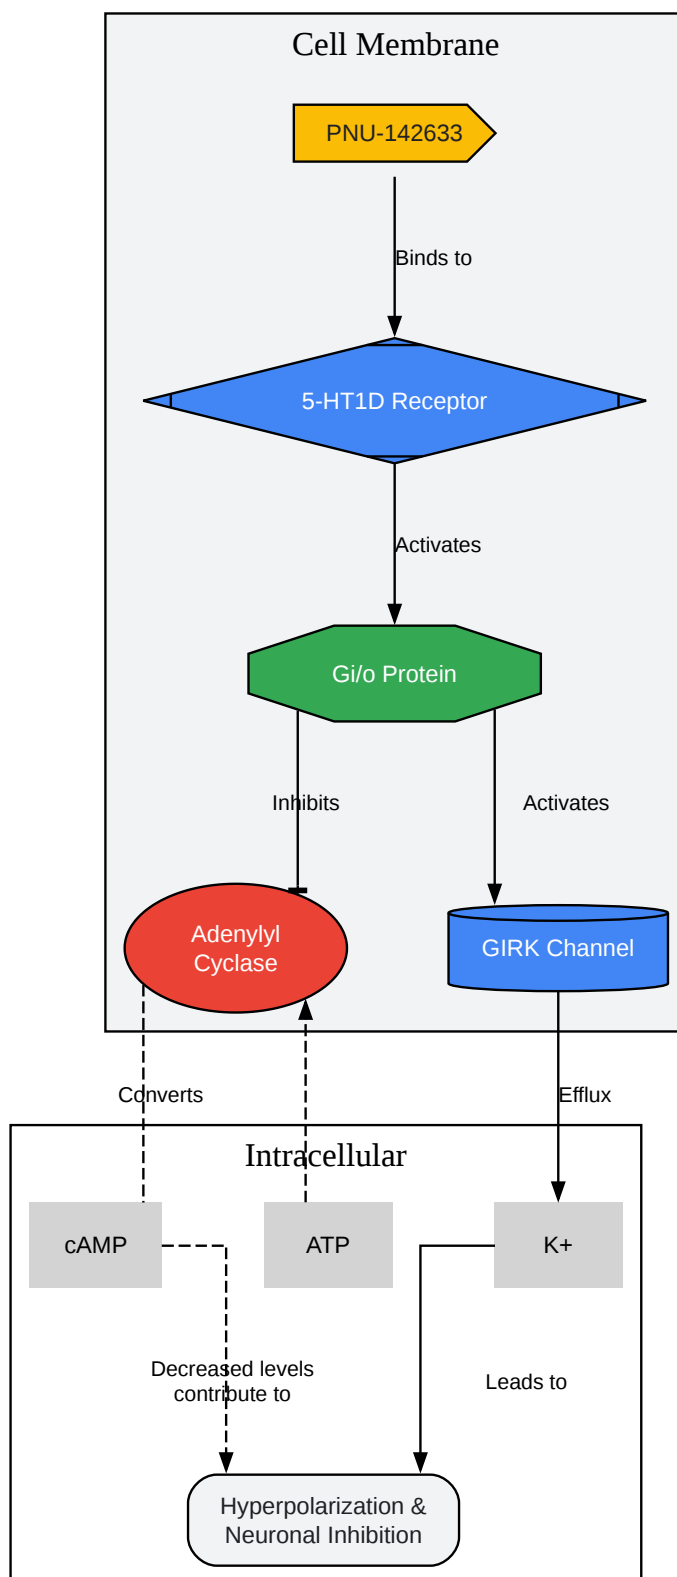 Cell Membrane
PNU-142633
Binds to
5-HT1D Receptor
Activates
Gi/o Protein
Inhibits
Activates
Adenylyl
Cyclase
GIRK Channel
Converts
Efflux
Intracellular
cAMP
ATP
K+
Decreased levels
contribute to
Leads to
Hyperpolarization &
Neuronal Inhibition